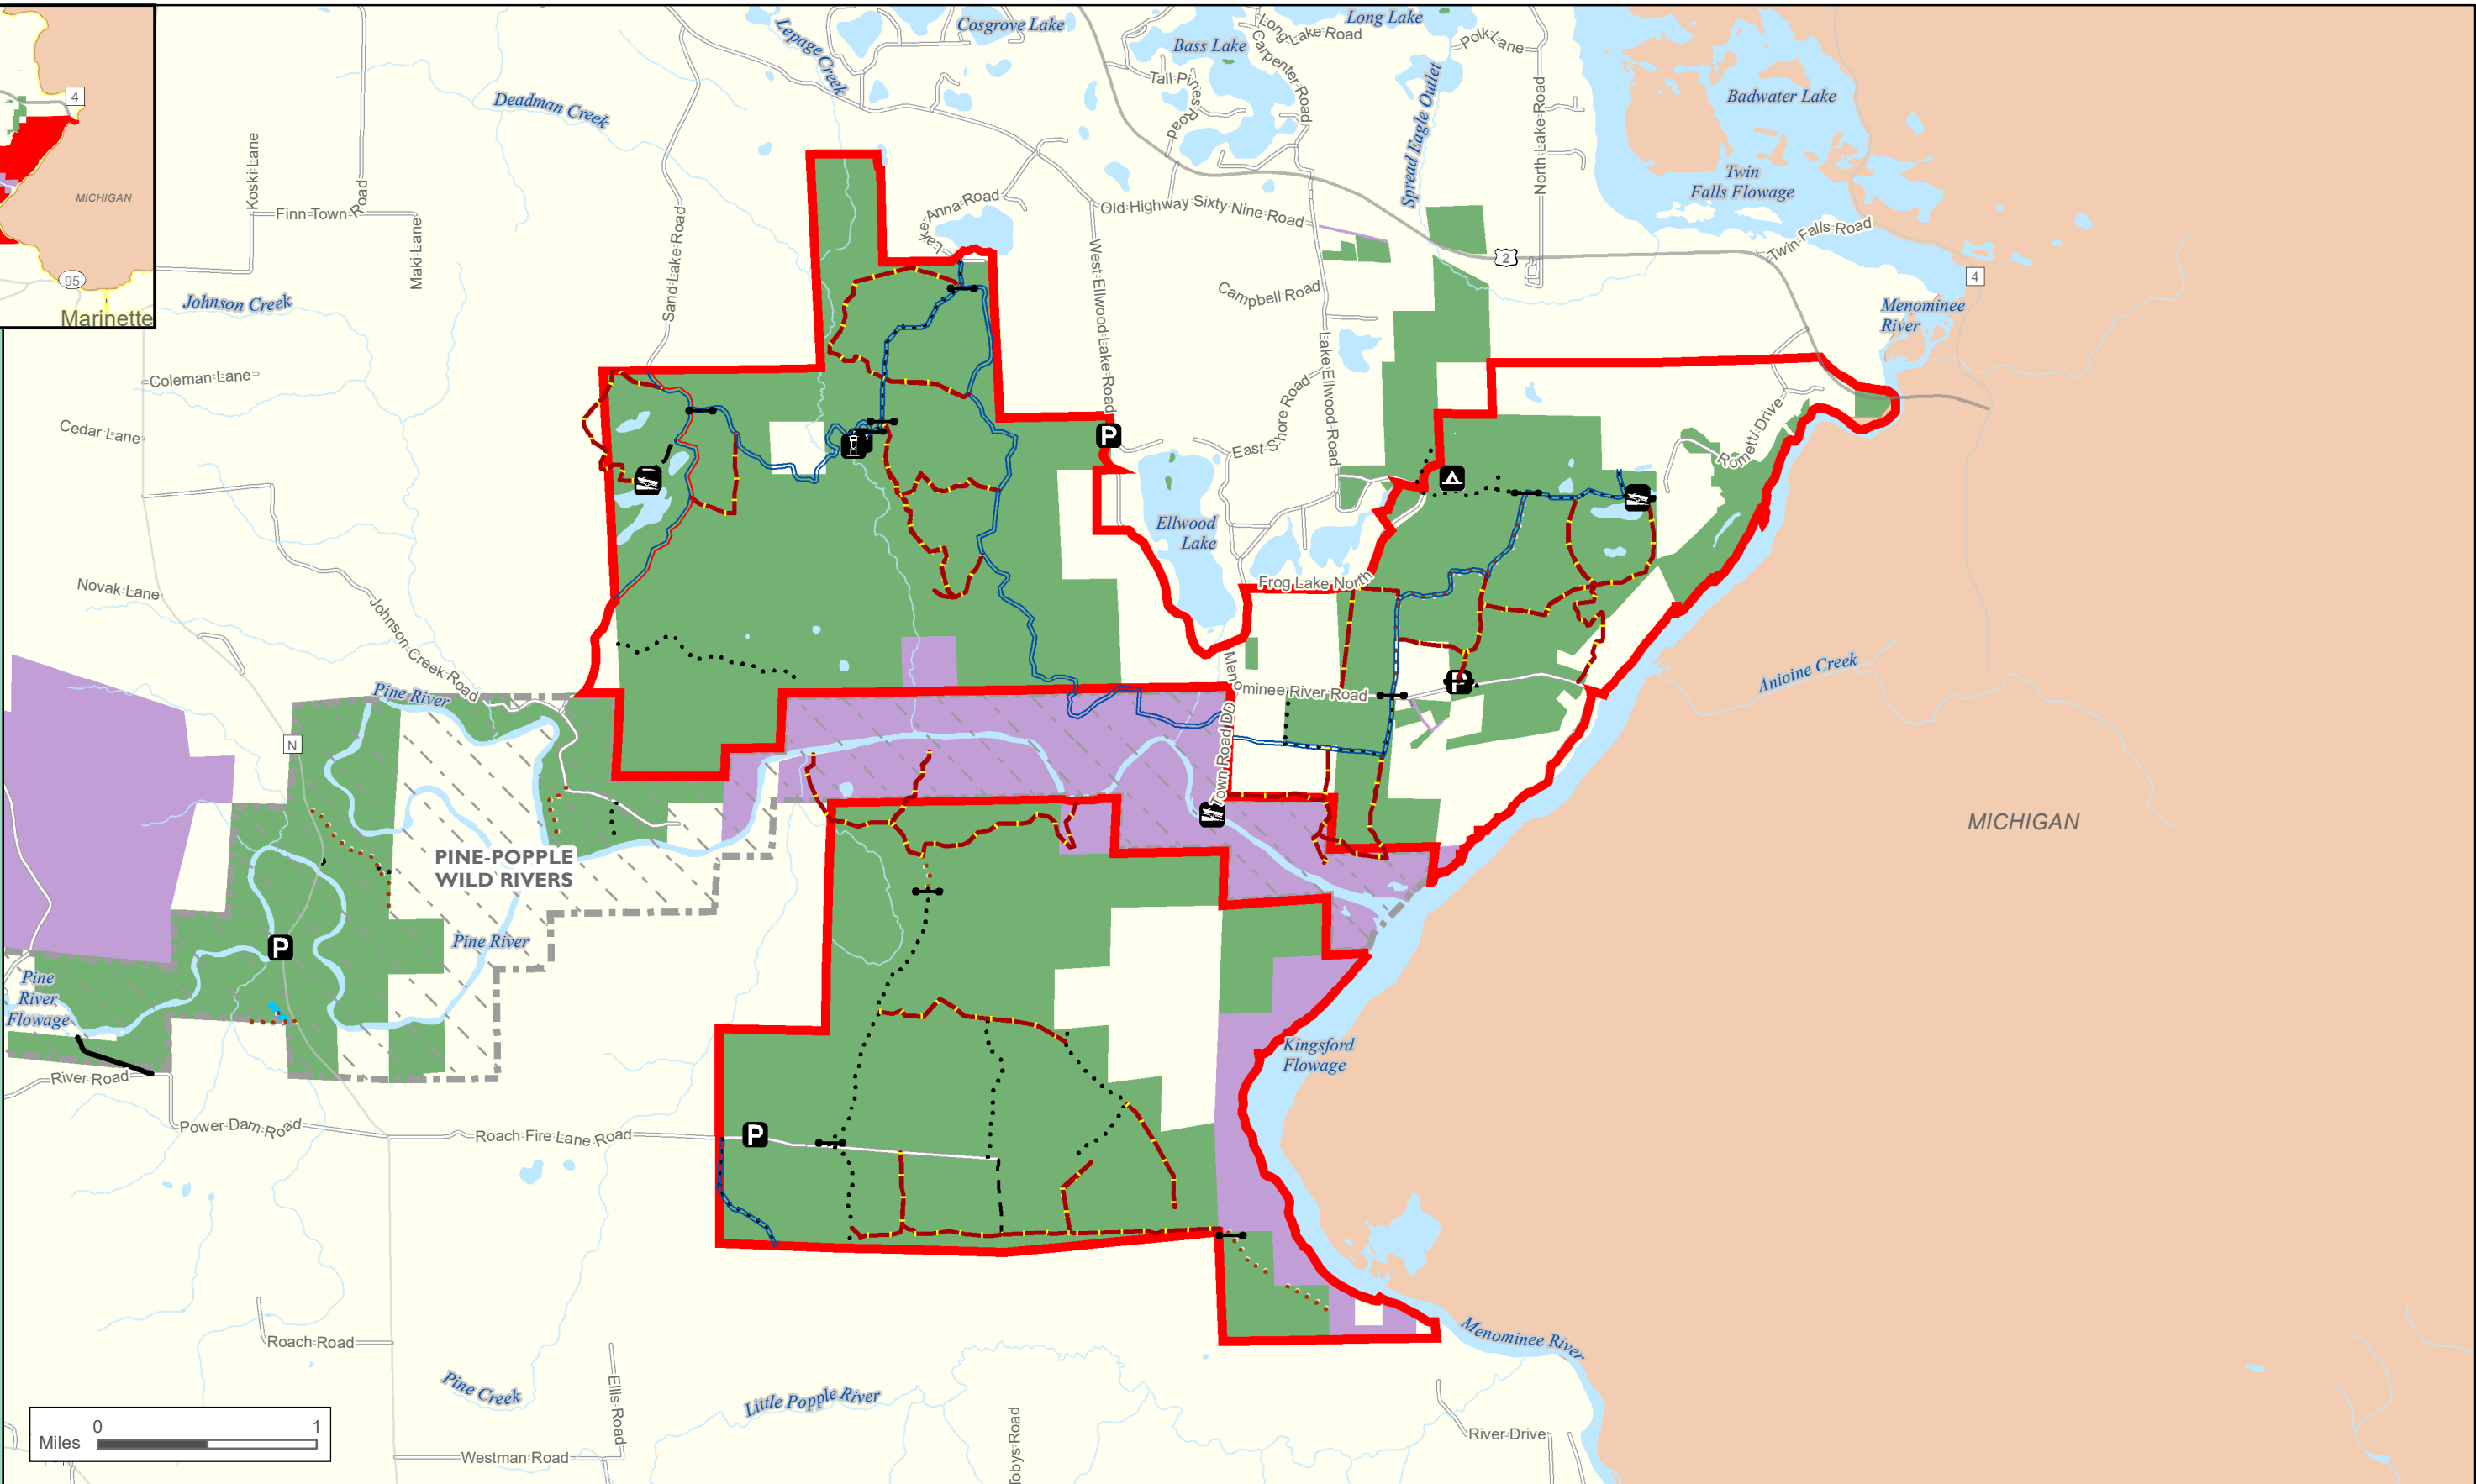 Cosgrove Lake
Long Lake
Lepage Creek
Bass Lake
Long Lake Road
Carpenter Road
Polk Lane
Tall Pines Road
Spread Eagle Outlet
North Lake Road
Badwater Lake
4
Deadman Creek
Koski Lane
Finn Town Road
Maki Lane
Sand Lake Road
Lake Anna Road
Old Highway Sixty Nine Road
Twin
Falls Flowage
Twin Falls Road
2
4
MICHIGAN
95
Marinette
Johnson Creek
West Ellwood Lake Road
Campbell Road
Lake Ellwood Road
Menominee
River
Coleman Lane
Cedar Lane
P
East Shore Road
Rometti Drive
Ellwood
Lake
Novak Lane
Johnson Creek Road
Frog Lake North
Pine River
Menominee River Road
P
Anioine Creek
Town Road DD
N
MICHIGAN
PINE-POPPLE
WILD RIVERS
Pine River
P
Pine
River
Flowage
Kingsford
Flowage
River Road
Power Dam Road
Roach Fire Lane Road
P
Roach Road
Menominee River
Pine Creek
Ellis Road
Little Popple River
Tobys Road
River Drive
Westman Road
0 1
Miles